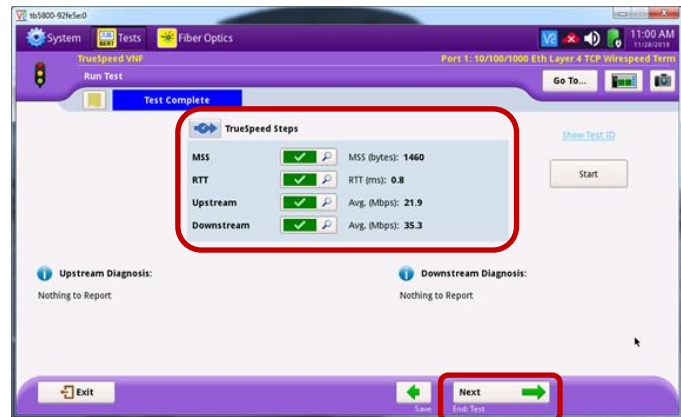 tb5800-92fe5e:0
System Tests Fiber Optics 11:00 AM
11/28/2018
TrueSpeed VNF Port 1: 10/100/1000 Eth Layer 4 TCP Wirespeed Term
Run Test Go To...
Test Complete
TrueSpeed Steps
Show Test ID
MSS MSS (bytes): 1460
RTT RTT (ms): 0.8 Start
Upstream Avg. (Mbps): 21.9
Downstream Avg. (Mbps): 35.3
Upstream Diagnosis: Downstream Diagnosis:
Nothing to Report Nothing to Report
Exit Next
Save End: Test